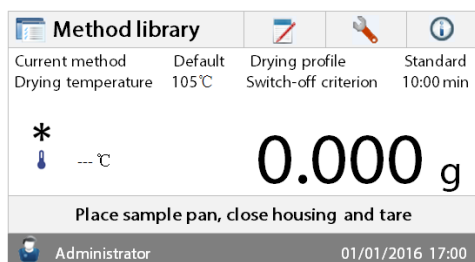 Method library
Current method Default Drying profile Standard
Drying temperature 105℃ Switch-off criterion 10:00 min
* --- ℃ 0.000 g
Place sample pan, close housing and tare
Administrator 01/01/2016 17:00